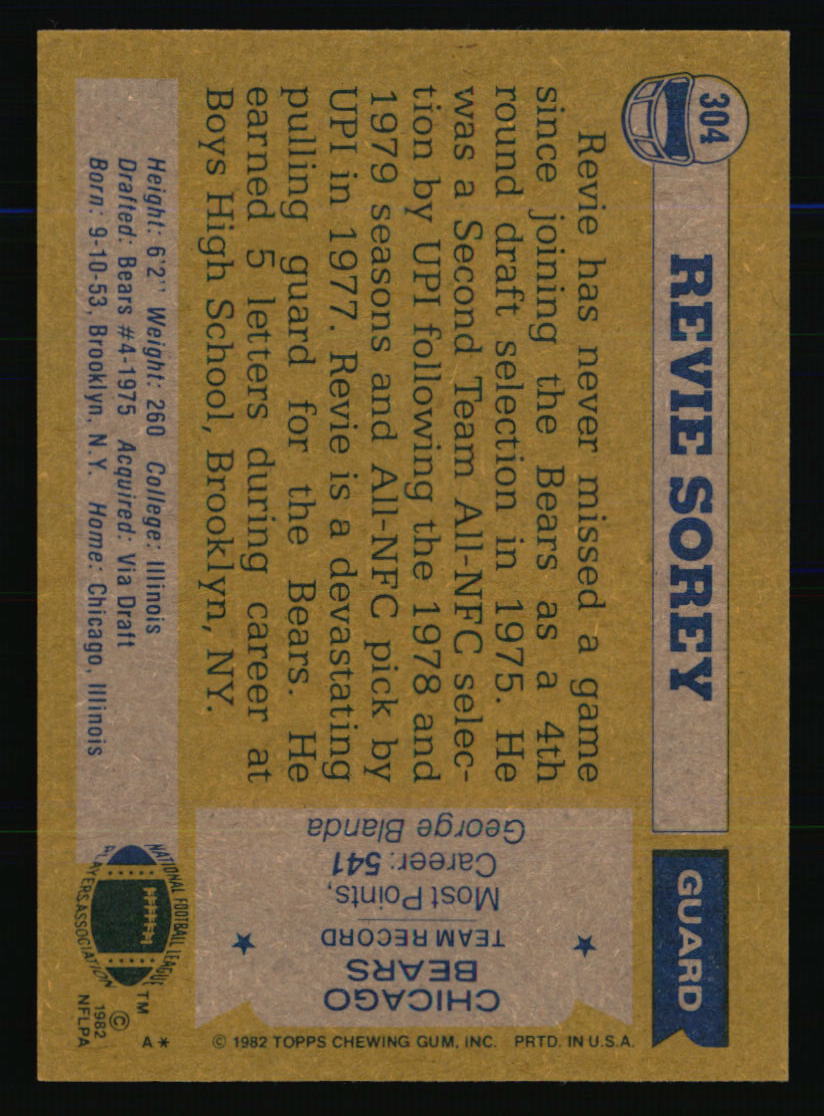 304
REVIE SOREY
GUARD
Revie has never missed a game
since joining the Bears as a 4th
round draft selection in 1975. He
was a Second Team All-NFC selec-
tion by UPI following the 1978 and
1979 seasons and All-NFC pick by
UPI in 1977. Revie is a devastating
pulling guard for the Bears. He
earned 5 letters during career at
Boys High School, Brooklyn, NY.
CHICAGO
BEARS
TEAM RECORD
Most Points,
Career: 541
George Blanda
Height: 6'2" Weight: 260 College: Illinois
Drafted: Bears #4-1975 Acquired: Via Draft
Born: 9-10-53, Brooklyn, N.Y. Home: Chicago, Illinois
NATIONAL FOOTBALL LEAGUE
PLAYERS ASSOCIATION
TM
©
1982
NFLPA
A*
© 1982 TOPPS CHEWING GUM, INC. PRTD. IN U.S.A.